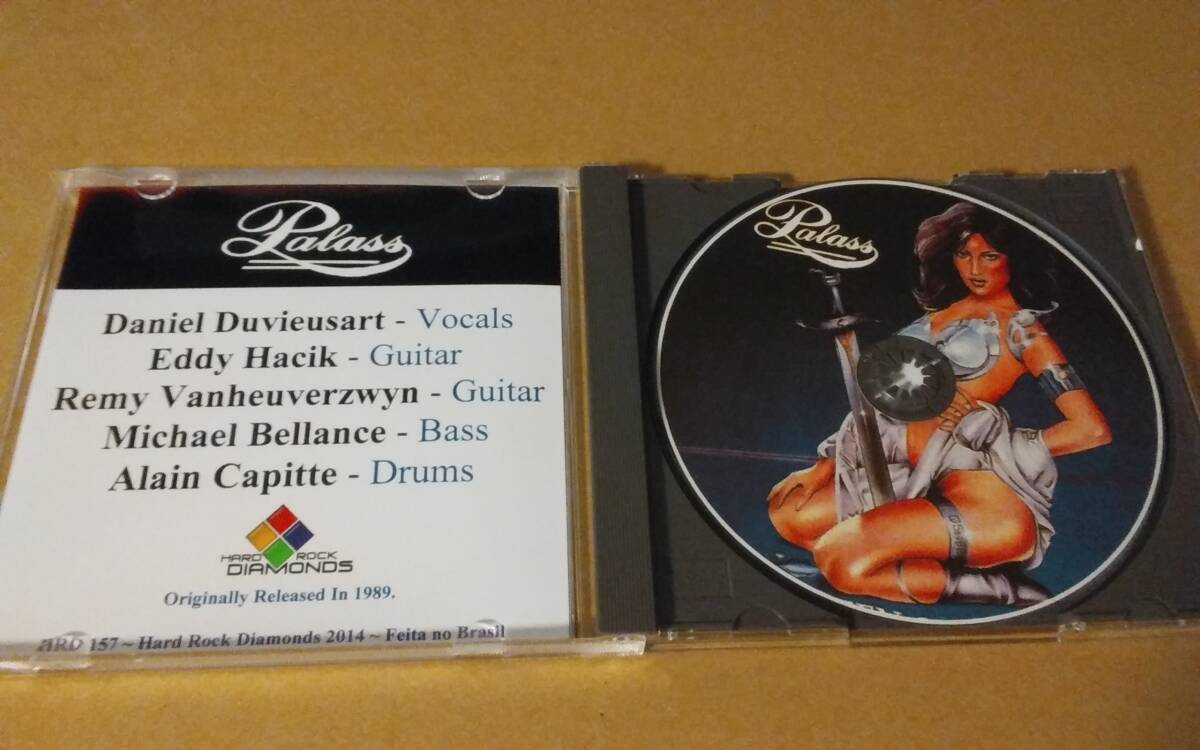 Palass
Daniel Duvieusart - Vocals
Eddy Hacik - Guitar
Remy Vanheuverzwyn - Guitar
Michael Bellance - Bass
Alain Capitte - Drums
HARD ROCK
DIAMONDS
Originally Released In 1989.
HRD 157 ~ Hard Rock Diamonds 2014 ~ Feita no Brasil
Palass